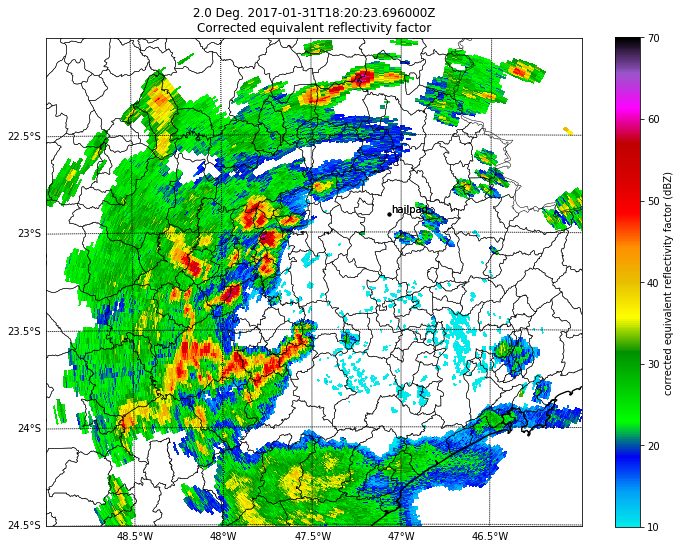 2.0 Deg. 2017-01-31T18:20:23.696000Z
Corrected equivalent reflectivity factor
22.5°S
23°S
23.5°S
24°S
24.5°S
48.5°W
48°W
47.5°W
47°W
46.5°W
hailpads
70
60
50
40
30
20
10
corrected equivalent reflectivity factor (dBZ)